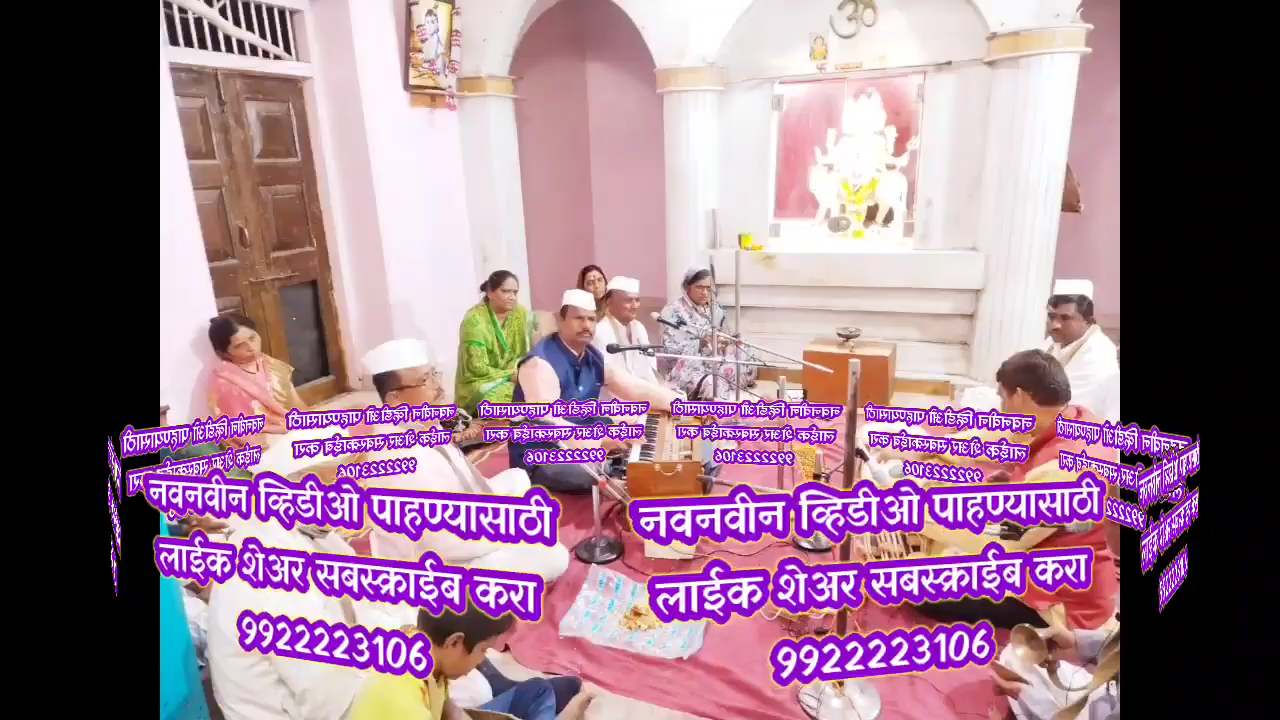 ॐ
नवनवीन व्हिडीओ पाहण्यासाठी
लाईक शेअर सबस्क्राईब करा
9922223106
नवनवीन व्हिडीओ पाहण्यासाठी
लाईक शेअर सबस्क्राईब करा
9922223106